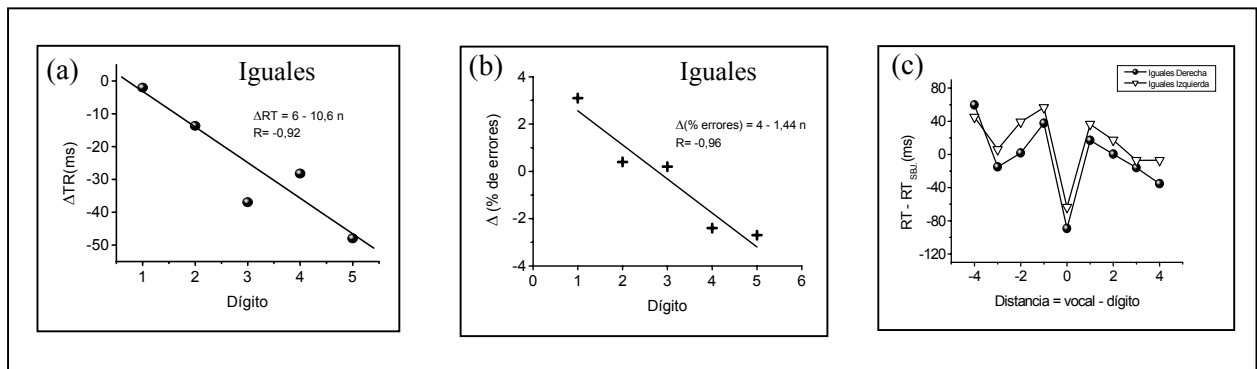 (a)
Iguales
ΔRT = 6 - 10,6 n
R= -0,92
0
-10
-20
-30
-40
-50
ΔTR(ms)
1 2 3 4 5
Dígito
(b)
Iguales
Δ(% errores) = 4 - 1,44 n
R= -0,96
4
2
0
-2
-4
Δ (% de errores)
0 1 2 3 4 5 6
Dígito
(c)
Iguales Derecha
Iguales Izquierda
80
40
0
-40
-80
-120
RT - RT SBJ. (ms)
-4 -2 0 2 4
Distancia = vocal - dígito